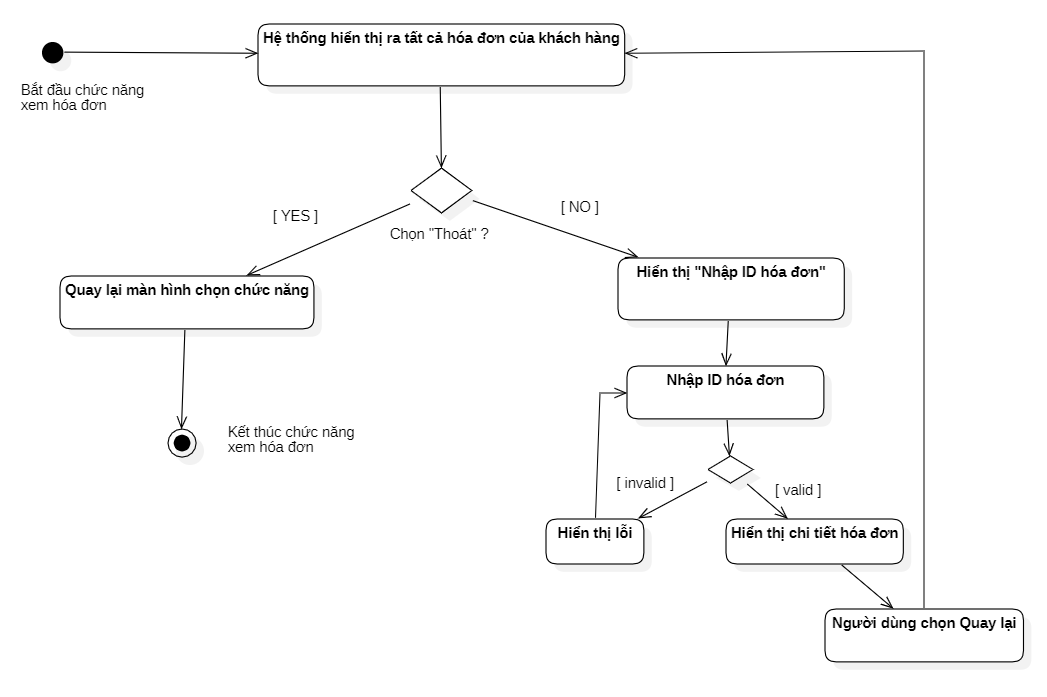 Hệ thống hiển thị ra tất cả hóa đơn của khách hàng
Bắt đầu chức năng
xem hóa đơn
[ YES ]
[ NO ]
Chọn "Thoát" ?
Quay lại màn hình chọn chức năng
Hiển thị "Nhập ID hóa đơn"
Nhập ID hóa đơn
Kết thúc chức năng
xem hóa đơn
[ invalid ]
[ valid ]
Hiển thị lỗi
Hiển thị chi tiết hóa đơn
Người dùng chọn Quay lại